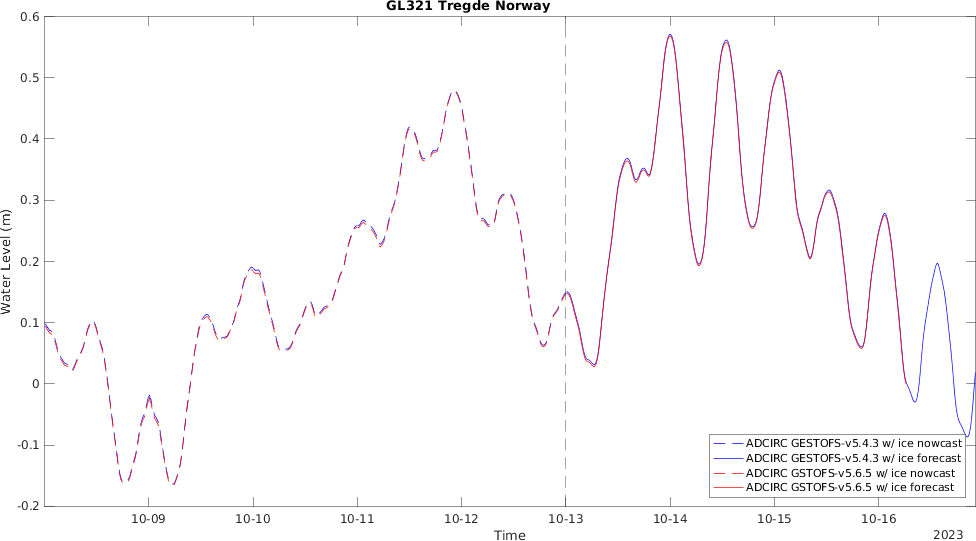 GL321 Tregde Norway
0.6
0.5
0.4
0.3
0.2
0.1
0
-0.1
-0.2
Water Level (m)
10-09 10-10 10-11 10-12 10-13 10-14 10-15 10-16
Time
2023
ADCIRC GESTOFS-v5.4.3 w/ ice nowcast
ADCIRC GESTOFS-v5.4.3 w/ ice forecast
ADCIRC GSTOFS-v5.6.5 w/ ice nowcast
ADCIRC GSTOFS-v5.6.5 w/ ice forecast